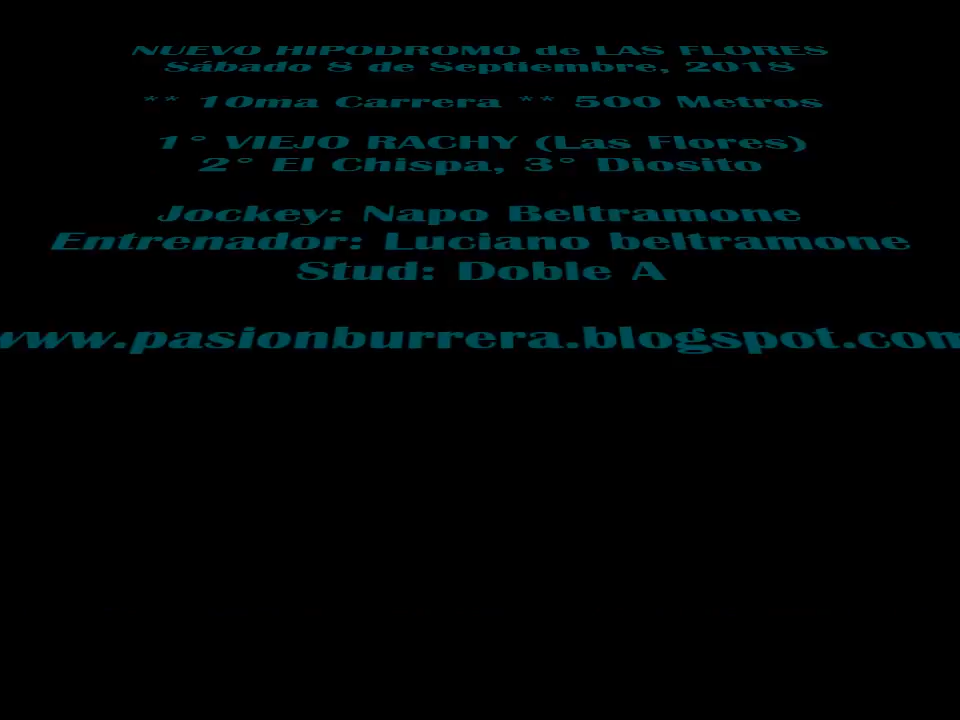 NUEVO HIPODROMO de LAS FLORES
Sábado 8 de Septiembre, 2018
** 10ma Carrera ** 500 Metros
1° VIEJO RACHY (Las Flores)
2° El Chispa, 3° Diosito
Jockey: Napo Beltramone
Entrenador: Luciano beltramone
Stud: Doble A
www.pasionburrera.blogspot.com